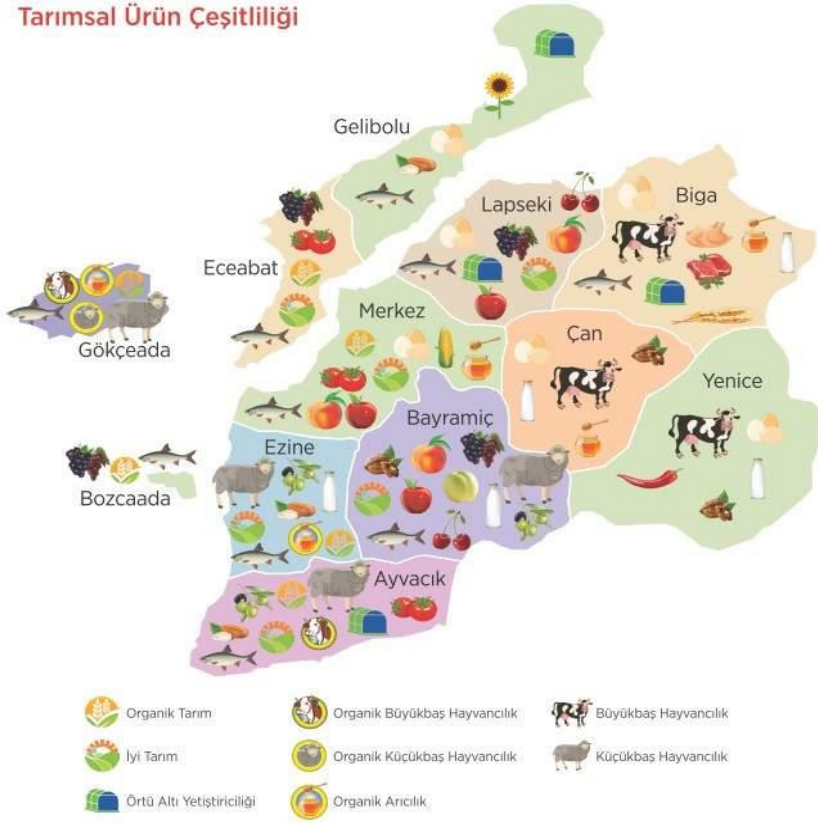 Tarımsal Ürün Çeşitliliği
Gelibolu
Lapseki
Biga
Eceabat
Merkez
Çan
Gökçeada
Yenice
Bayramiç
Ezine
Bozcaada
Ayvacık
Organik Tarım
Organik Büyükbaş Hayvancılık
Büyükbaş Hayvancılık
İyi Tarım
Organik Küçükbaş Hayvancılık
Küçükbaş Hayvancılık
Örtü Altı Yetiştiriciliği
Organik Arıcılık